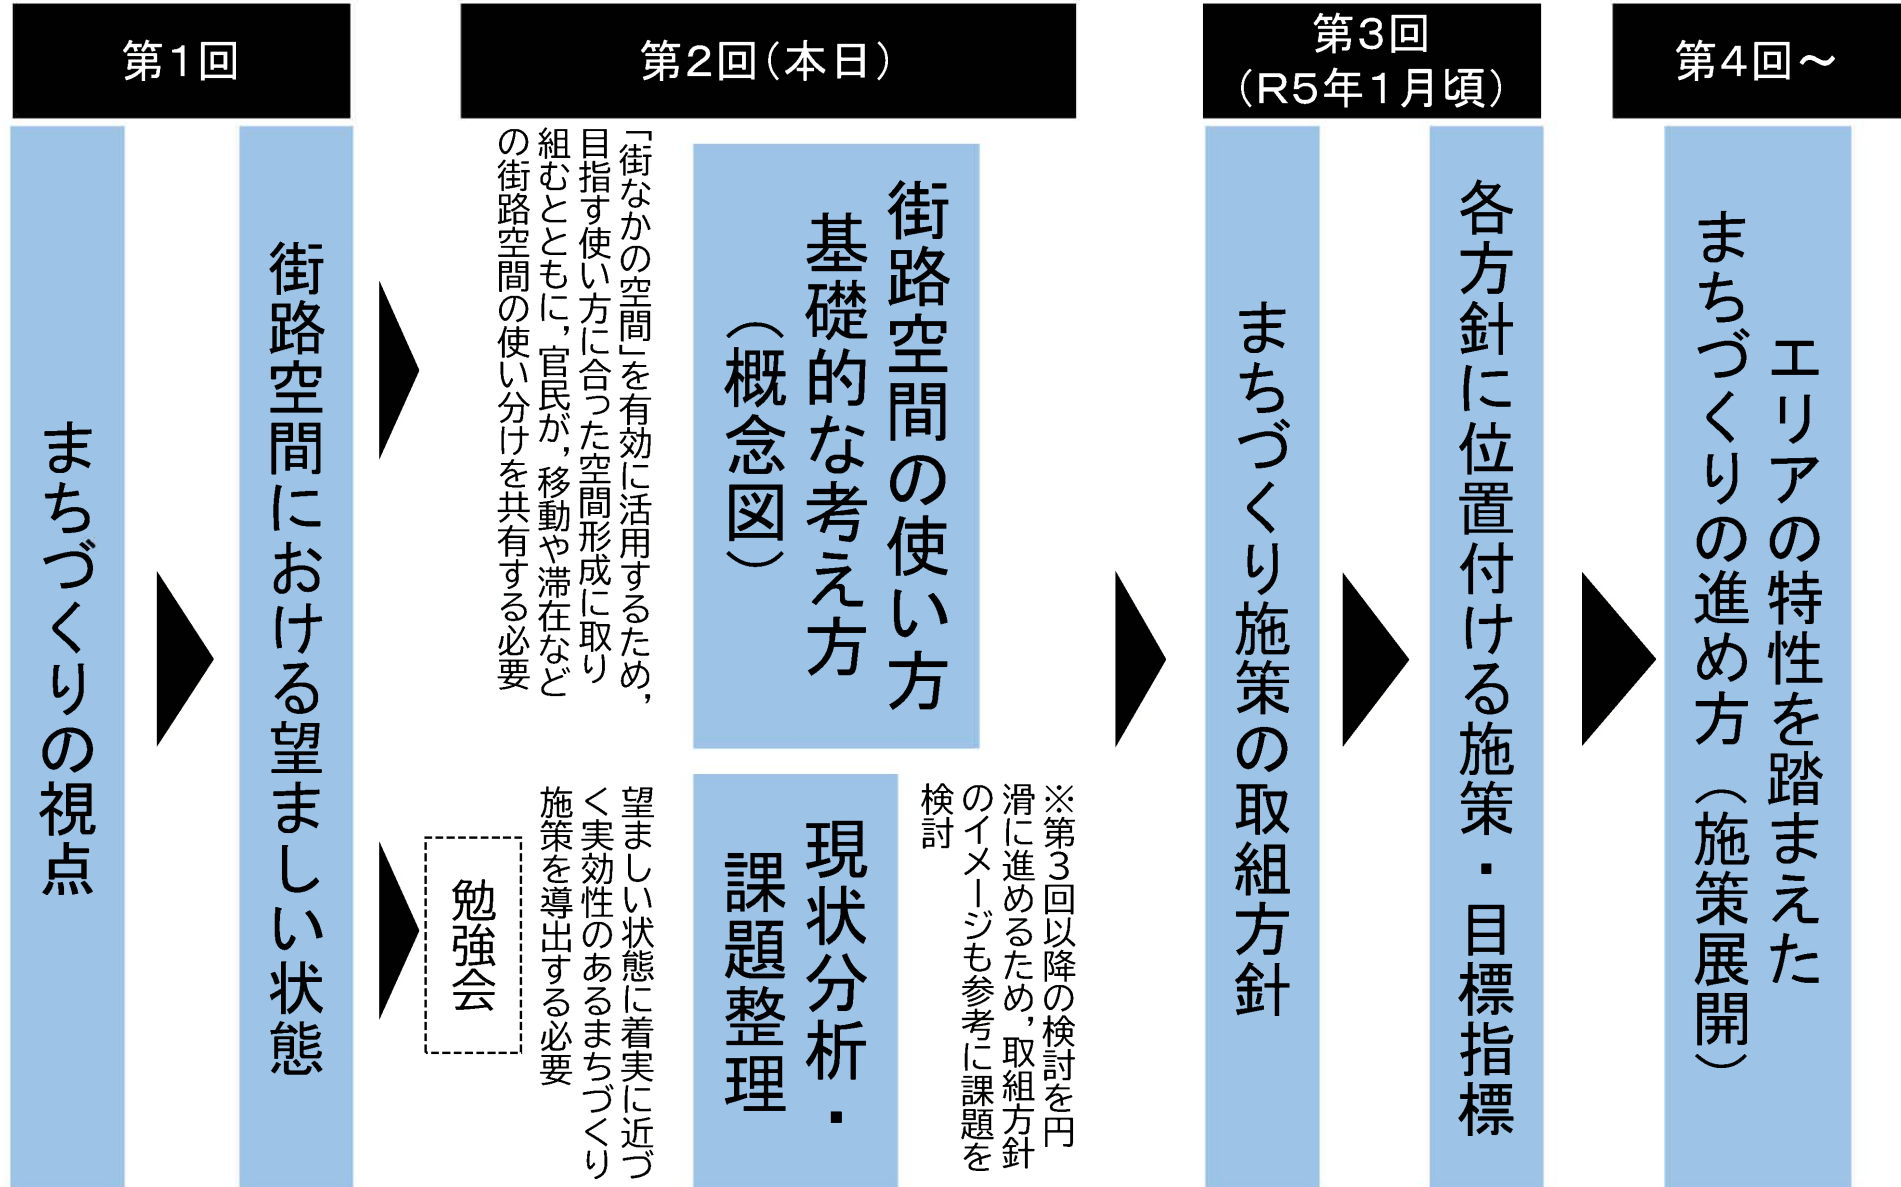 第１回
まちづくりの視点
街路空間における望ましい状態
第２回（本日）
「街なかの空間」を有効に活用するため，
目指す使い方に合った空間形成に取り
組むとともに，官民が，移動や滞在など
の街路空間の使い分けを共有する必要
街路空間の使い方
基礎的な考え方
（概念図）
勉強会
望ましい状態に着実に近づ
く実効性のあるまちづくり
施策を導出する必要
現状分析・
課題整理
※第３回以降の検討を円
滑に進めるため，取組方針
のイメージも参考に課題を
検討
第３回
（Ｒ５年１月頃）
まちづくり施策の取組方針
各方針に位置付ける施策・目標指標
第４回～
エリアの特性を踏まえた
まちづくりの進め方（施策展開）